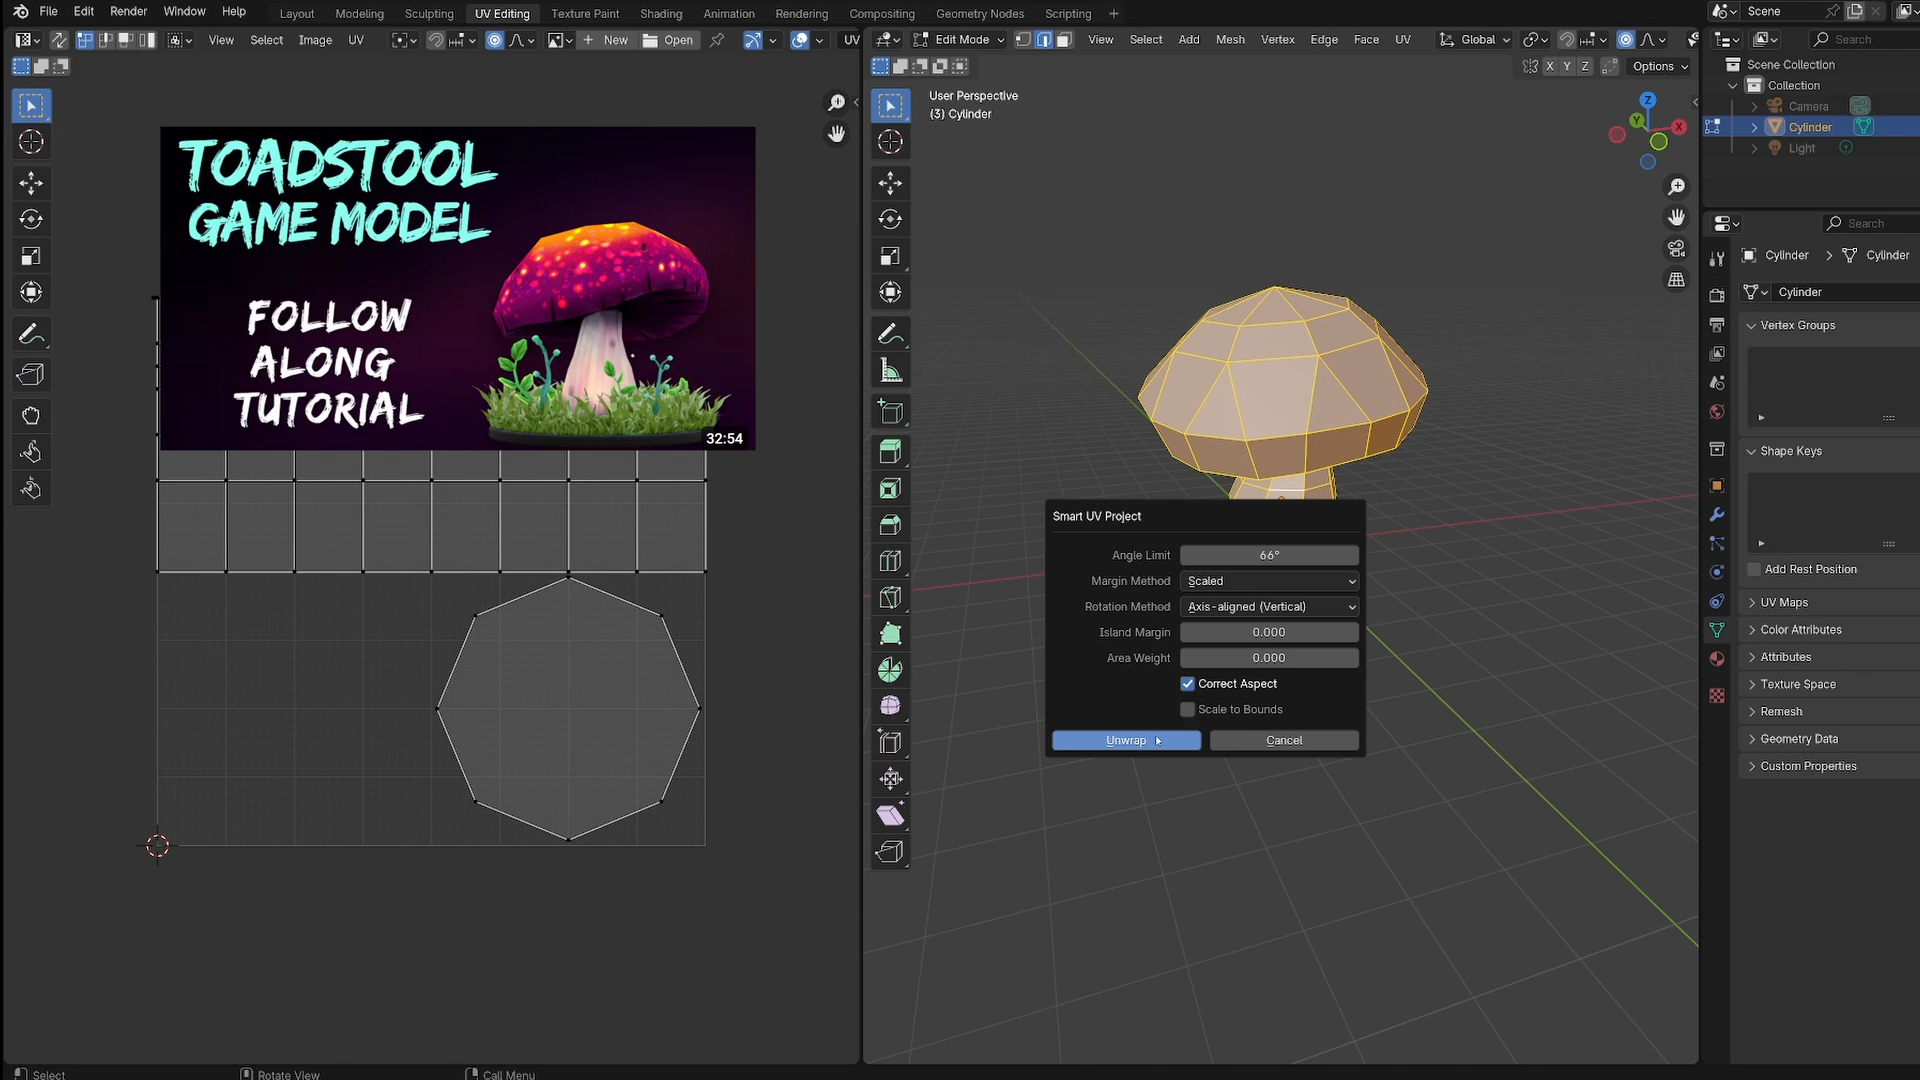 File Edit Render Window Help
Layout Modeling Sculpting UV Editing Texture Paint Shading Animation Rendering Compositing Geometry Nodes Scripting +
Scene
View Select Image UV
New Open
UV
Edit Mode
View Select Add Mesh Vertex Edge Face UV
Global
Search
X Y Z
Options
Scene Collection
Collection
Camera
Cylinder
Light
User Perspective
(3) Cylinder
Z
Y
X
TOADSTOOL
GAME MODEL
FOLLOW
ALONG
TUTORIAL
32:54
Smart UV Project
Angle Limit 66°
Margin Method Scaled
Rotation Method Axis-aligned (Vertical)
Island Margin 0.000
Area Weight 0.000
Correct Aspect
Scale to Bounds
Unwrap Cancel
Search
Cylinder > Cylinder
Cylinder
Vertex Groups
Shape Keys
Add Rest Position
UV Maps
Color Attributes
Attributes
Texture Space
Remesh
Geometry Data
Custom Properties
Select Rotate View Call Menu